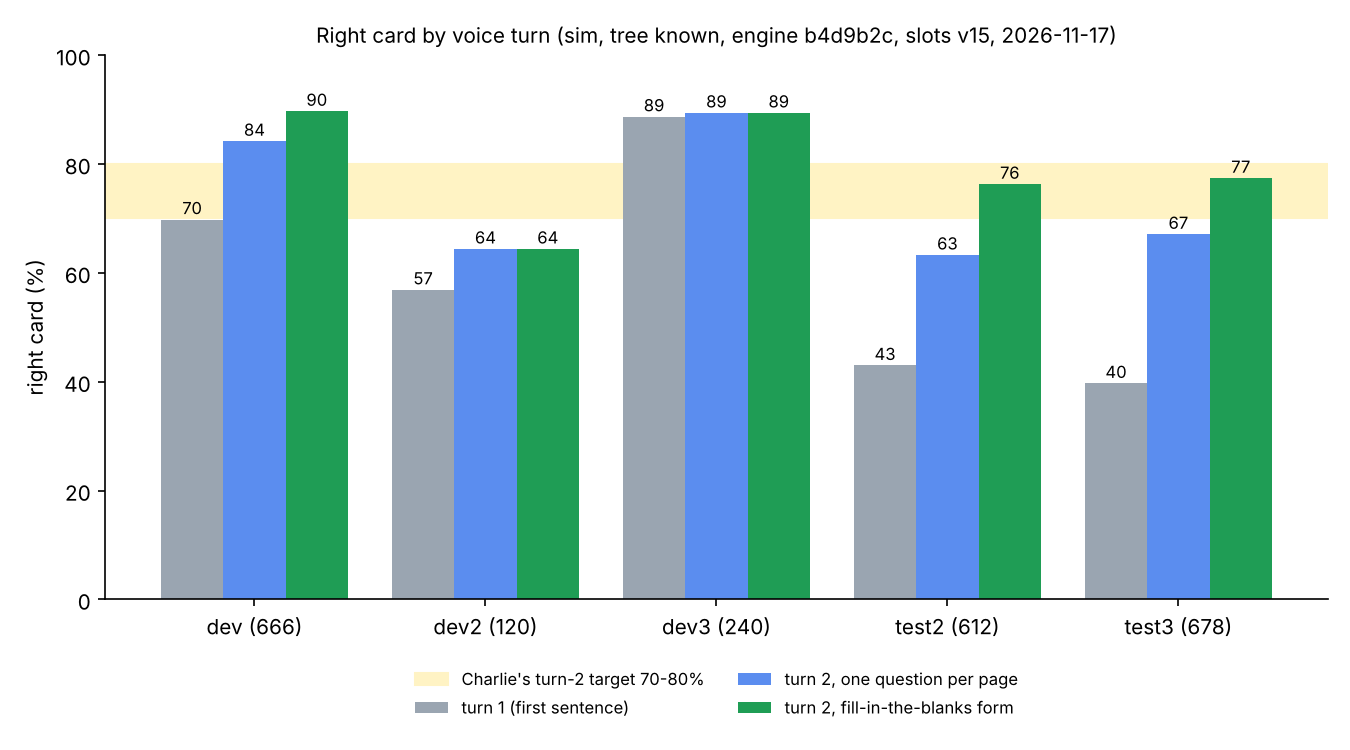 Right card by voice turn (sim, tree known, engine b4d9b2c, slots v15, 2026-11-17)
right card (%)
100
80
60
40
20
0
70
84
90
57
64
64
89
89
89
43
63
76
40
67
77
dev (666)
dev2 (120)
dev3 (240)
test2 (612)
test3 (678)
Charlie's turn-2 target 70-80%
turn 1 (first sentence)
turn 2, one question per page
turn 2, fill-in-the-blanks form